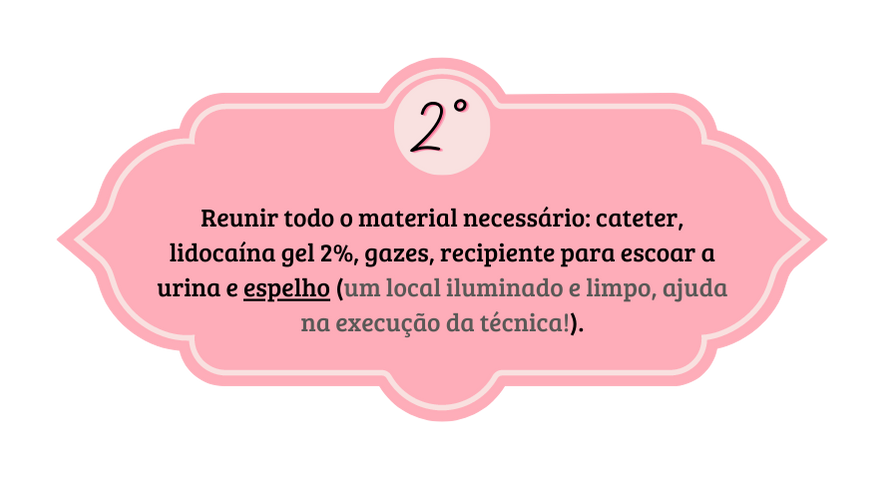 2°
Reunir todo o material necessário: cateter,
lidocaína gel 2%, gazes, recipiente para escoar a
urina e espelho (um local iluminado e limpo, ajuda
na execução da técnica!).